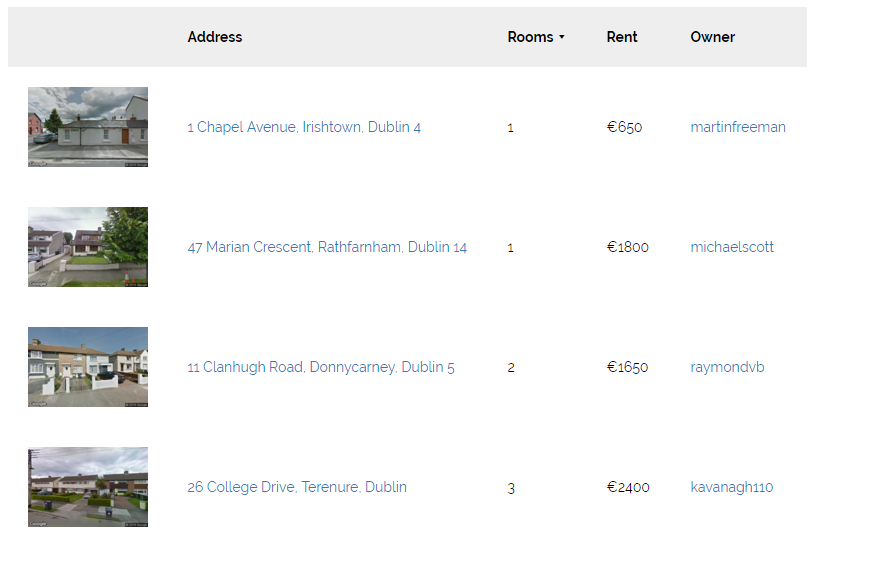 Address Rooms Rent Owner
1 Chapel Avenue, Irishtown, Dublin 4 1 €650 martinfreeman
47 Marian Crescent, Rathfarnham, Dublin 14 1 €1800 michaelscott
11 Clanhugh Road, Donnycarney, Dublin 5 2 €1650 raymondvb
26 College Drive, Terenure, Dublin 3 €2400 kavanagh110